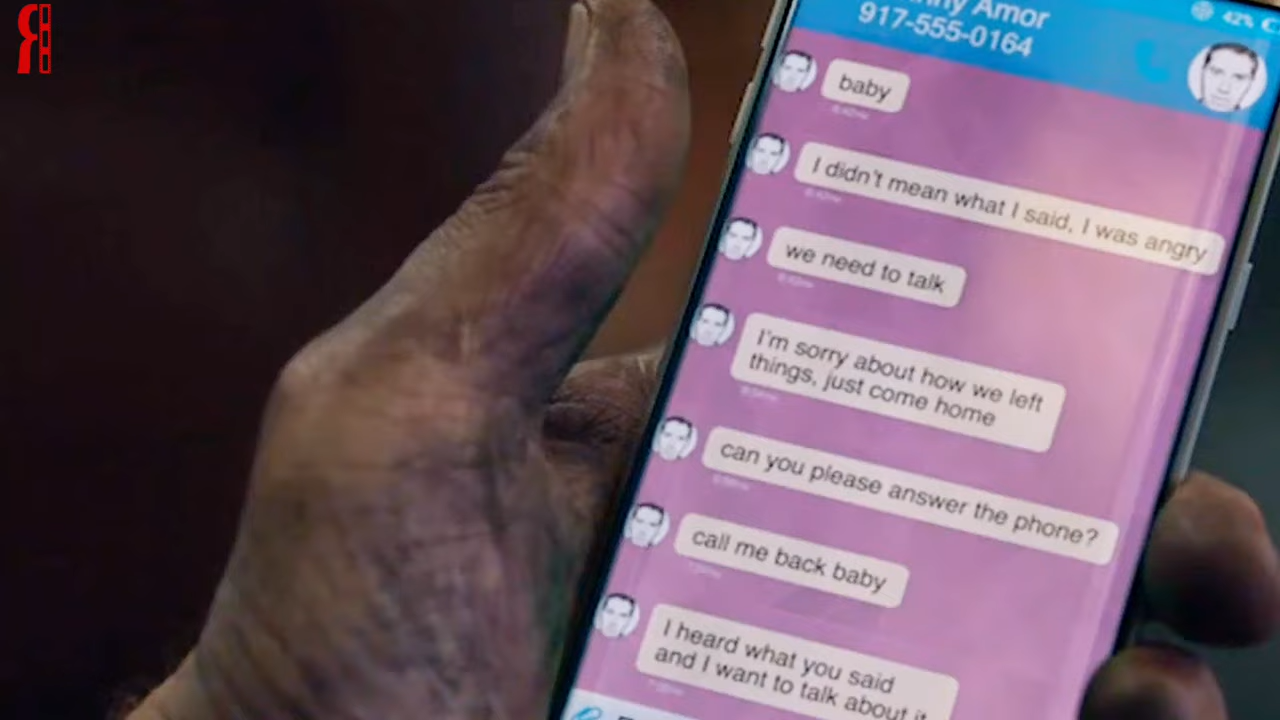 Amor
42%
917-555-0164
baby
I didn't mean what I said, I was angry
we need to talk
I'm sorry about how we left
things, just come home
can you please answer the phone?
call me back baby
I heard what you said
and I want to talk about it